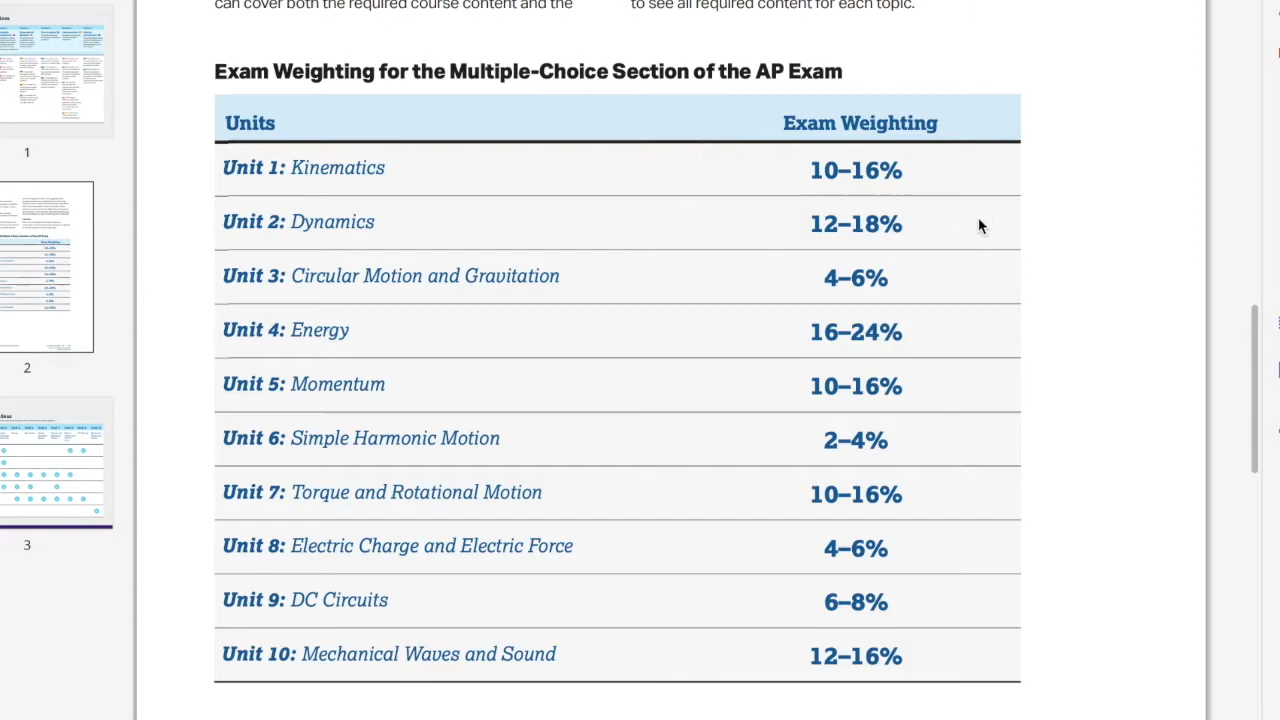 can cover both the required course content and the
to see all required content for each topic.
Exam Weighting for the Multiple-Choice Section of the AP Exam
Units Exam Weighting
Unit 1: Kinematics 10–16%
Unit 2: Dynamics 12–18%
Unit 3: Circular Motion and Gravitation 4–6%
Unit 4: Energy 16–24%
Unit 5: Momentum 10–16%
Unit 6: Simple Harmonic Motion 2–4%
Unit 7: Torque and Rotational Motion 10–16%
Unit 8: Electric Charge and Electric Force 4–6%
Unit 9: DC Circuits 6–8%
Unit 10: Mechanical Waves and Sound 12–16%
1
2
3